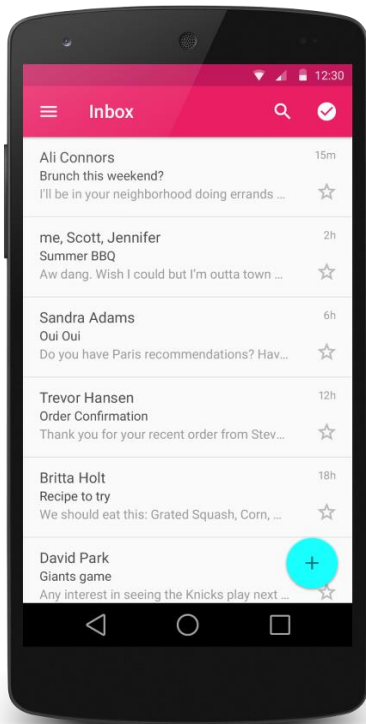 12:30
Inbox
Ali Connors 15m
Brunch this weekend?
I'll be in your neighborhood doing errands ...
me, Scott, Jennifer 2h
Summer BBQ
Aw dang. Wish I could but I'm outta town ...
Sandra Adams 6h
Oui Oui
Do you have Paris recommendations? Hav...
Trevor Hansen 12h
Order Confirmation
Thank you for your recent order from Stev...
Britta Holt 18h
Recipe to try
We should eat this: Grated Squash, Corn, ...
David Park
Giants game
Any interest in seeing the Knicks play next ...